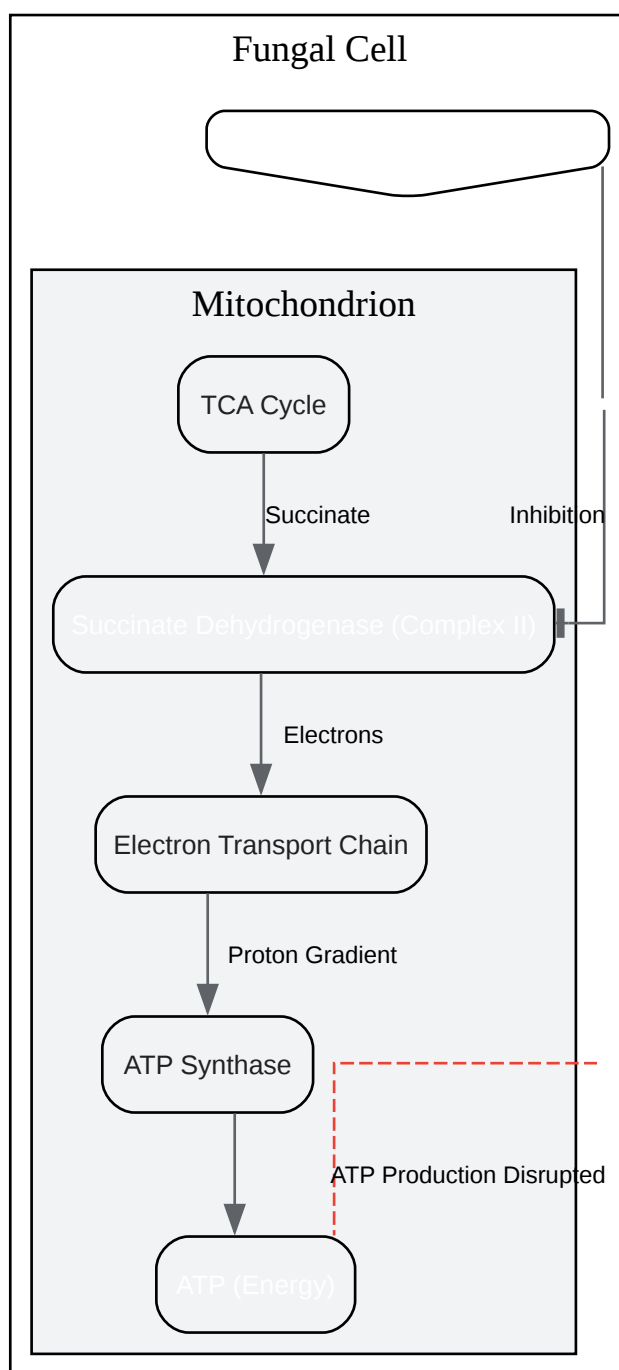 Fungal Cell
Mitochondrion
TCA Cycle
Succinate
Inhibition
Succinate Dehydrogenase (Complex II)
Electrons
Electron Transport Chain
Proton Gradient
ATP Synthase
ATP Production Disrupted
ATP (Energy)